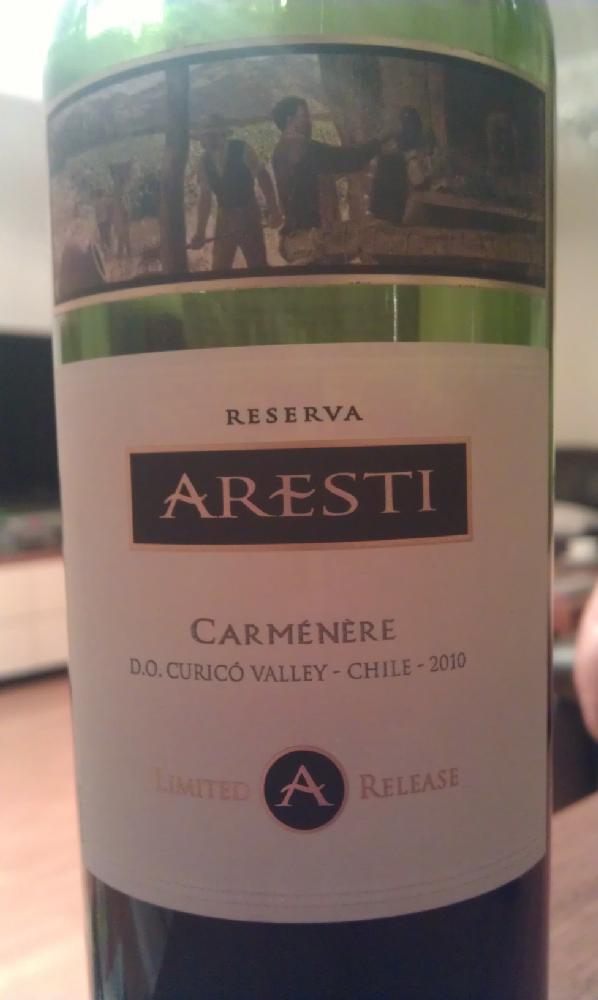 RESERVA
ARESTI
CARMÉNÈRE
D.O. CURICÓ VALLEY - CHILE - 2010
LIMITED A RELEASE